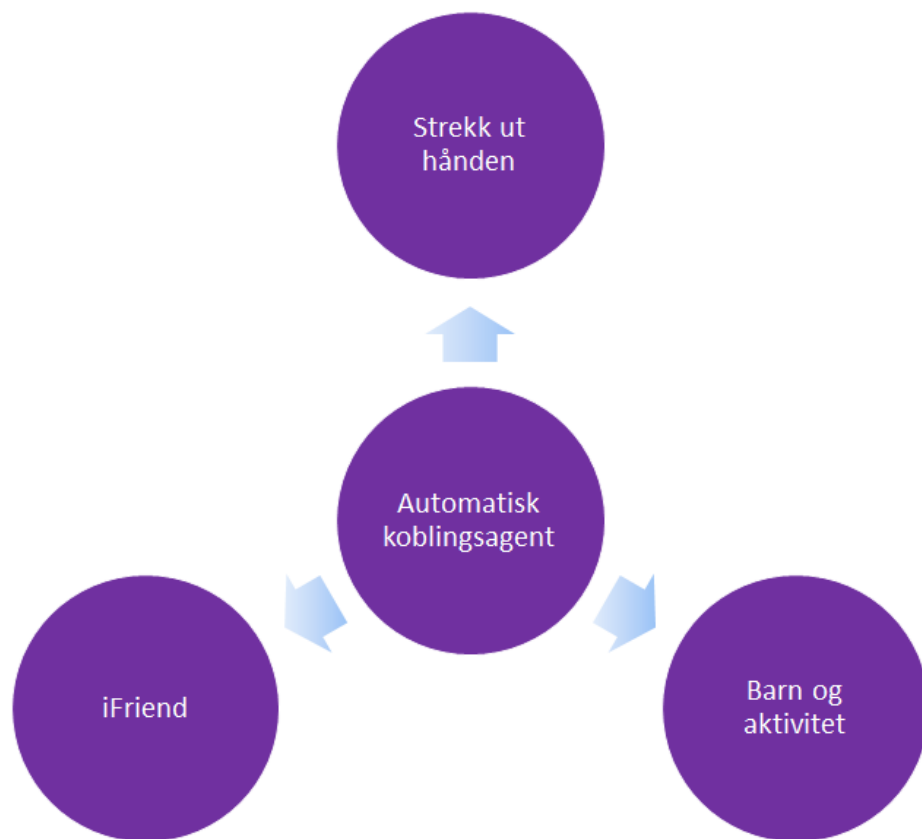 Strekk ut
hånden
Automatisk
koblingsagent
iFriend
Barn og
aktivitet